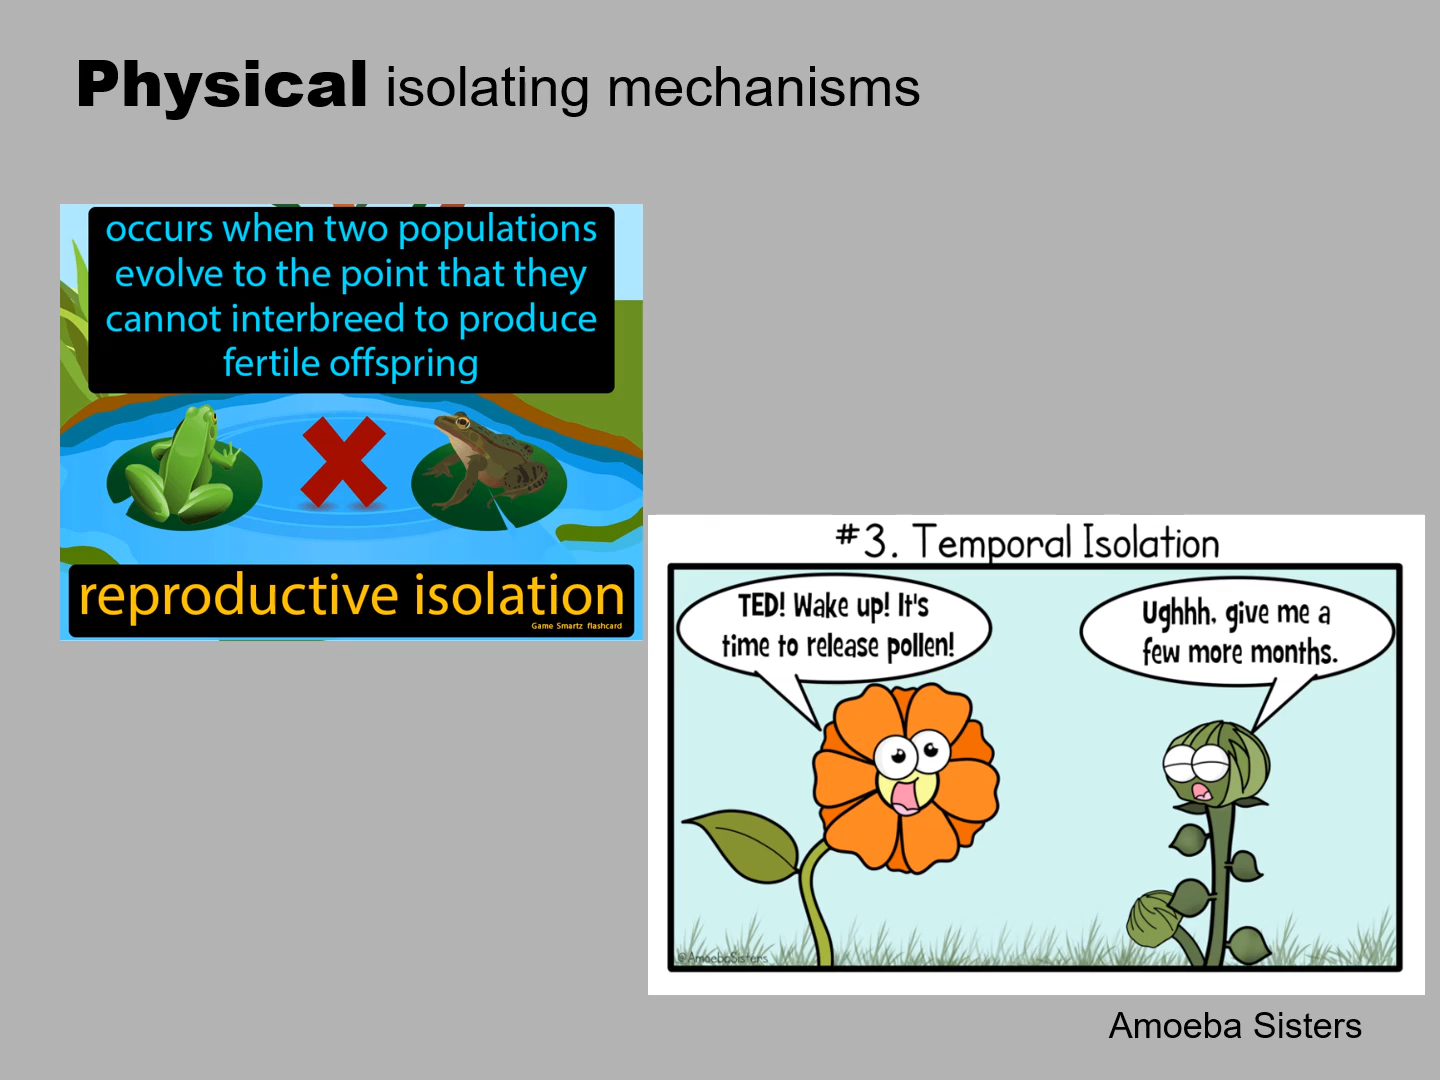 Physical isolating mechanisms
occurs when two populations
evolve to the point that they
cannot interbreed to produce
fertile offspring
reproductive isolation
Game Smartz flashcard
#3. Temporal Isolation
TED! Wake up! It's
time to release pollen!
Ughhh, give me a
few more months.
@AmoebaSisters
Amoeba Sisters